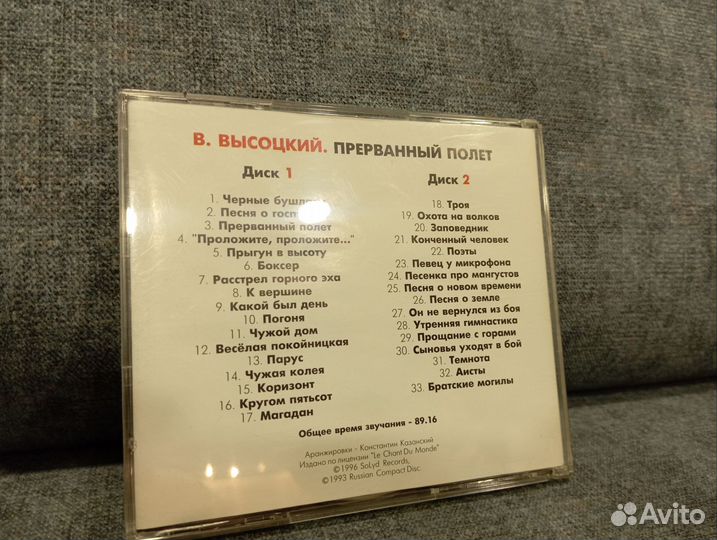 В. ВЫСОЦКИЙ. ПРЕРВАННЫЙ ПОЛЕТ
Диск 1
1. Черные
2. Песня о
3. Прерванный полет
4. "Проложите, проложите..."
5. Прыгун в высоту
6. Боксер
7. Расстрел горного эха
8. К вершине
9. Какой был день
10. Погоня
11. Чужой дом
12. Весёлая покойницкая
13. Парус
14. Чужая колея
15. Коризонт
16. Кругом пятьсот
17. Магадан
Диск 2
18. Троя
19. Охота на волков
20. Заповедник
21. Конченный человек
22. Поэты
23. Певец у микрофона
24. Песенка про мангустов
25. Песня о новом времени
26. Песня о земле
27. Он не вернулся из боя
28. Утренняя гимнастика
29. Прощание с горами
30. Сыновья уходят в бой
31. Темнота
32. Аисты
33. Братские могилы
Общее время звучания - 89.16
Аранжировки - Константин Казанский
Издано по лицензии "Le Chant Du Monde"
©1996 SoLyd Records,
©1993 Russian Compact Disc.
Avito